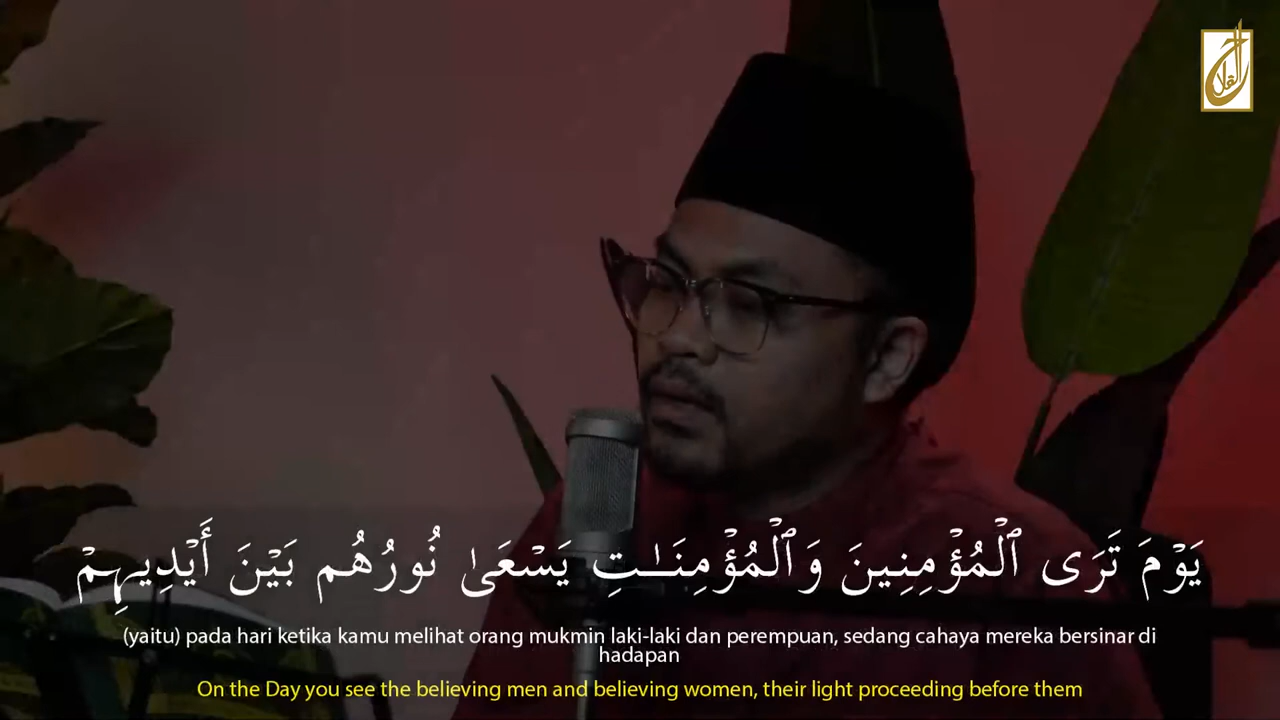 يَوْمَ تَرَى ٱلْمُؤْمِنِينَ وَٱلْمُؤْمِنَـٰتِ يَسْعَىٰ نُورُهُم بَيْنَ أَيْدِيهِمْ
(yaitu) pada hari ketika kamu melihat orang mukmin laki-laki dan perempuan, sedang cahaya mereka bersinar di
hadapan
On the Day you see the believing men and believing women, their light proceeding before them